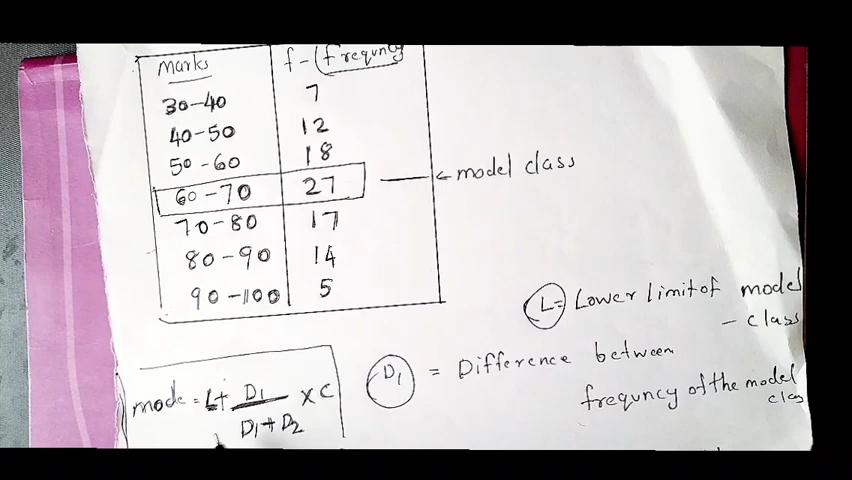 Marks f-(frequncy
30-40 7
40-50 12
50-60 18
60-70 27 model class
70-80 17
80-90 14
90-100 5
L= Lower limit of model
- class
D1 = Difference between
frequncy of the model
clas
mode = L+ D1 / D1+D2 × C